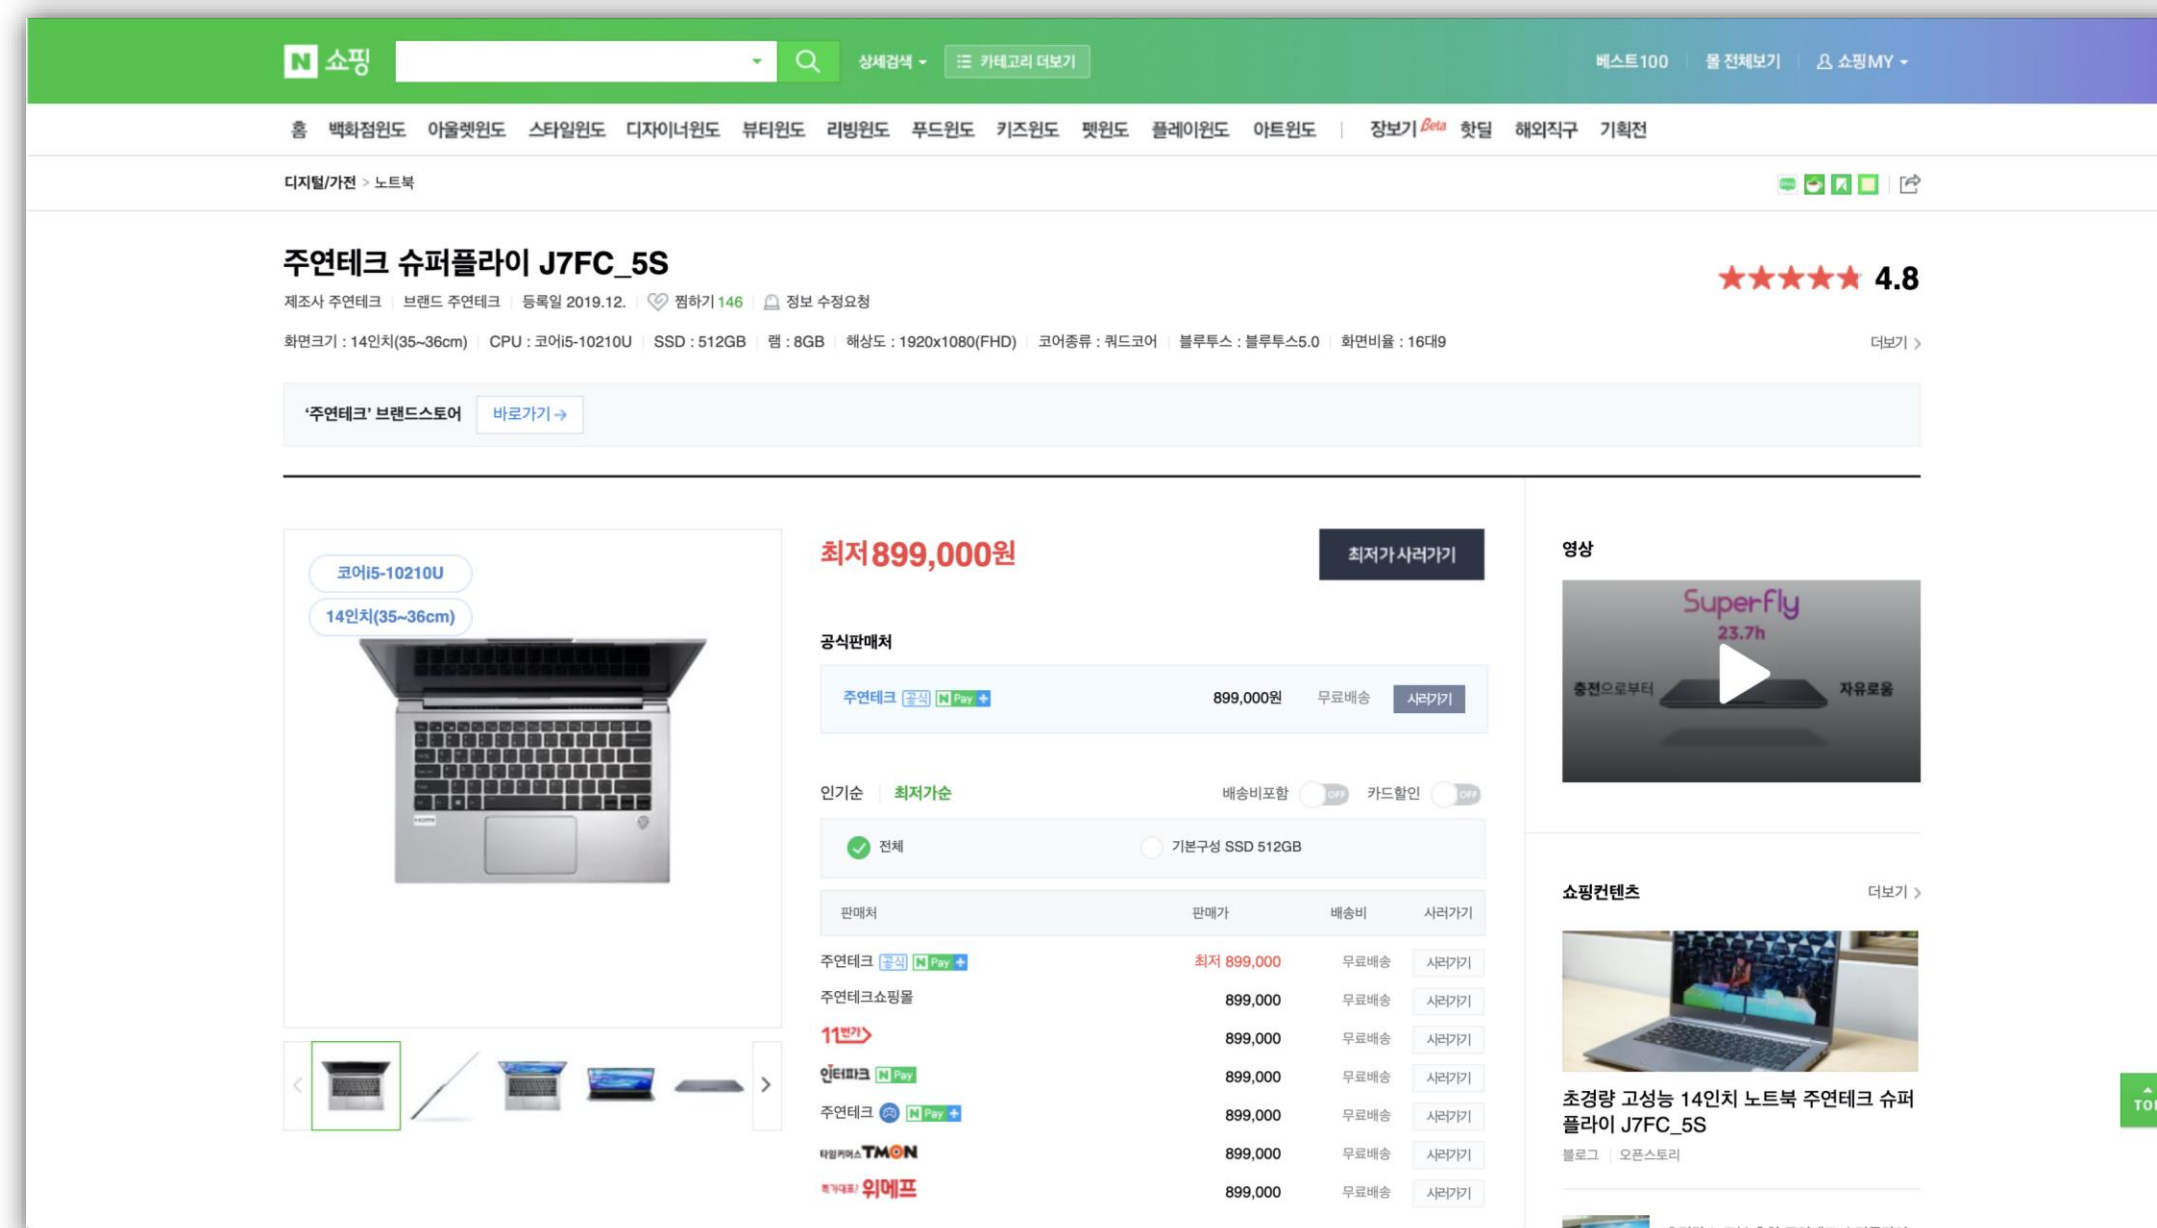 N 쇼핑 상세검색 카테고리 더보기 베스트100 몰 전체보기 쇼핑MY
홈 백화점윈도 아울렛윈도 스타일윈도 디자이너윈도 뷰티윈도 리빙윈도 푸드윈도 키즈윈도 펫윈도 플레이윈도 아트윈도 장보기 Beta 핫딜 해외직구 기획전
디지털/가전 > 노트북
주연테크 슈퍼플라이 J7FC_5S
4.8
제조사 주연테크 브랜드 주연테크 등록일 2019.12. 찜하기 146 정보 수정요청
화면크기 : 14인치(35~36cm) CPU : 코어i5-10210U SSD : 512GB 램 : 8GB 해상도 : 1920x1080(FHD) 코어종류 : 쿼드코어 블루투스 : 블루투스5.0 화면비율 : 16대9 더보기
‘주연테크’ 브랜드스토어 바로가기
코어i5-10210U
14인치(35~36cm)
최저 899,000원 최저가 사러가기
공식판매처
주연테크 공식 N Pay + 899,000원 무료배송 사러가기
인기순 최저가순 배송비포함 OFF 카드할인 OFF
전체 기본구성 SSD 512GB
판매처 판매가 배송비 사러가기
주연테크 공식 N Pay + 최저 899,000 무료배송 사러가기
주연테크쇼핑몰 899,000 무료배송 사러가기
11번가 899,000 무료배송 사러가기
인터파크 N Pay 899,000 무료배송 사러가기
주연테크 N Pay + 899,000 무료배송 사러가기
타임커머스 TMON 899,000 무료배송 사러가기
특가대표! 위메프 899,000 무료배송 사러가기
영상
Superfly
23.7h
충전으로부터 자유로움
쇼핑컨텐츠 더보기
초경량 고성능 14인치 노트북 주연테크 슈퍼
플라이 J7FC_5S
블로그 오픈스토리